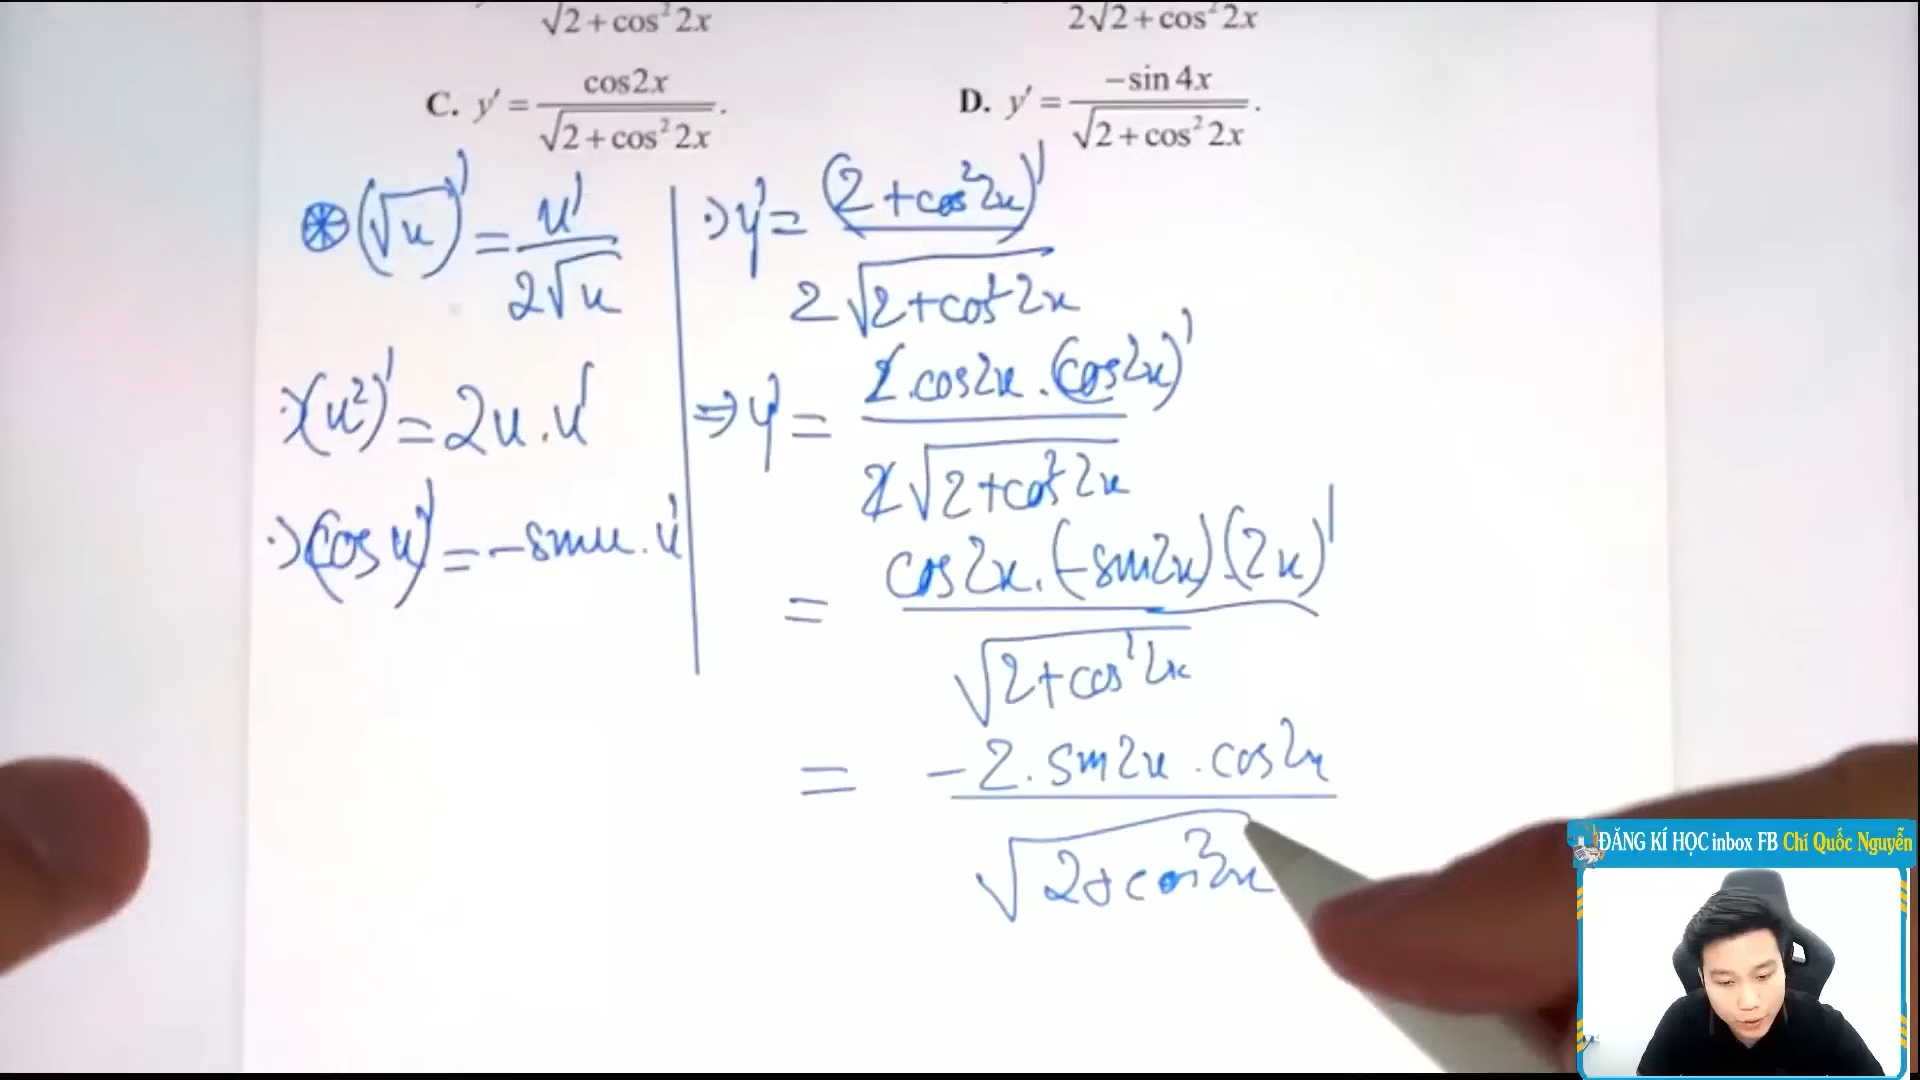 √2+cos²2x
2√2+cos²2x
C. y' = cos2x / √2+cos²2x.
D. y' = −sin 4x / √2+cos²2x.
⊛ (√u)' = u' / 2√u
·) (u²)' = 2u.u'
·) (cos u)' = −sinu.u'
·) y' = (2+cos²2x)' / 2√2+cos²2x
⇒ y' = 2.cos2x.(cos2x)' / 2√2+cos²2x
= cos2x.(−sin2x).(2x)' / √2+cos²2x
= −2.sin2x.cos2x / √2+cos²2x
ĐĂNG KÍ HỌC inbox FB Chí Quốc Nguyễn